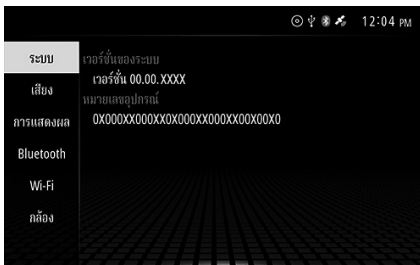 12:04 PM
ระบบ
เสียง
การแสดงผล
Bluetooth
Wi-Fi
กล้อง
เวอร์ชั่นของระบบ
เวอร์ชั่น 00.00.XXXX
หมายเลขอุปกรณ์
0X000XX000XX0X000XX000XX00X00X0